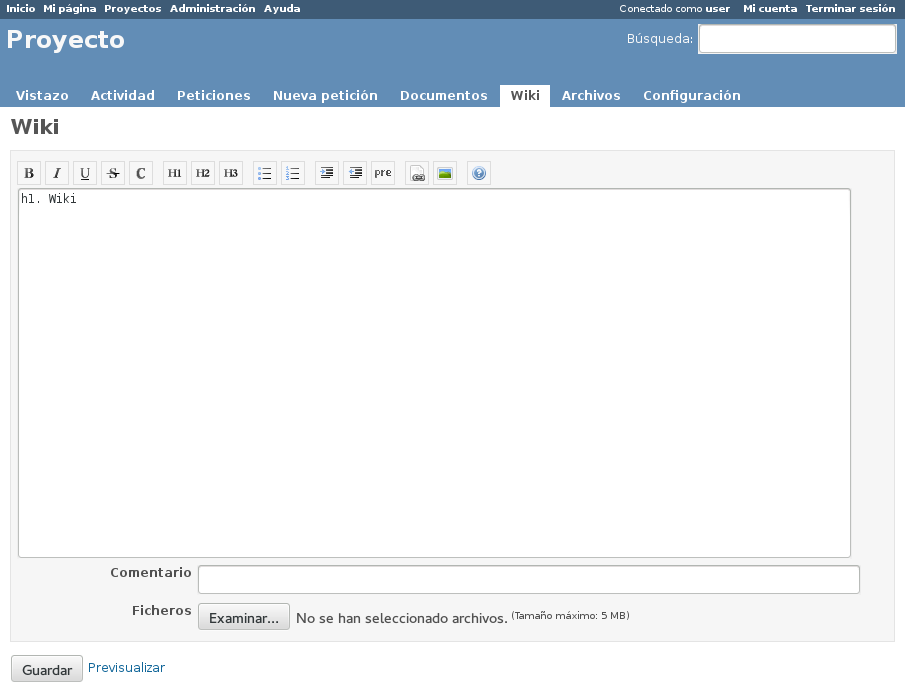 Inicio Mi página Proyectos Administración Ayuda Conectado como user Mi cuenta Terminar sesión
Proyecto Búsqueda:
Vistazo Actividad Peticiones Nueva petición Documentos Wiki Archivos Configuración
Wiki
B I U S C H1 H2 H3 pre
h1. Wiki
Comentario
Ficheros Examinar... No se han seleccionado archivos. (Tamaño máximo: 5 MB)
Guardar Previsualizar